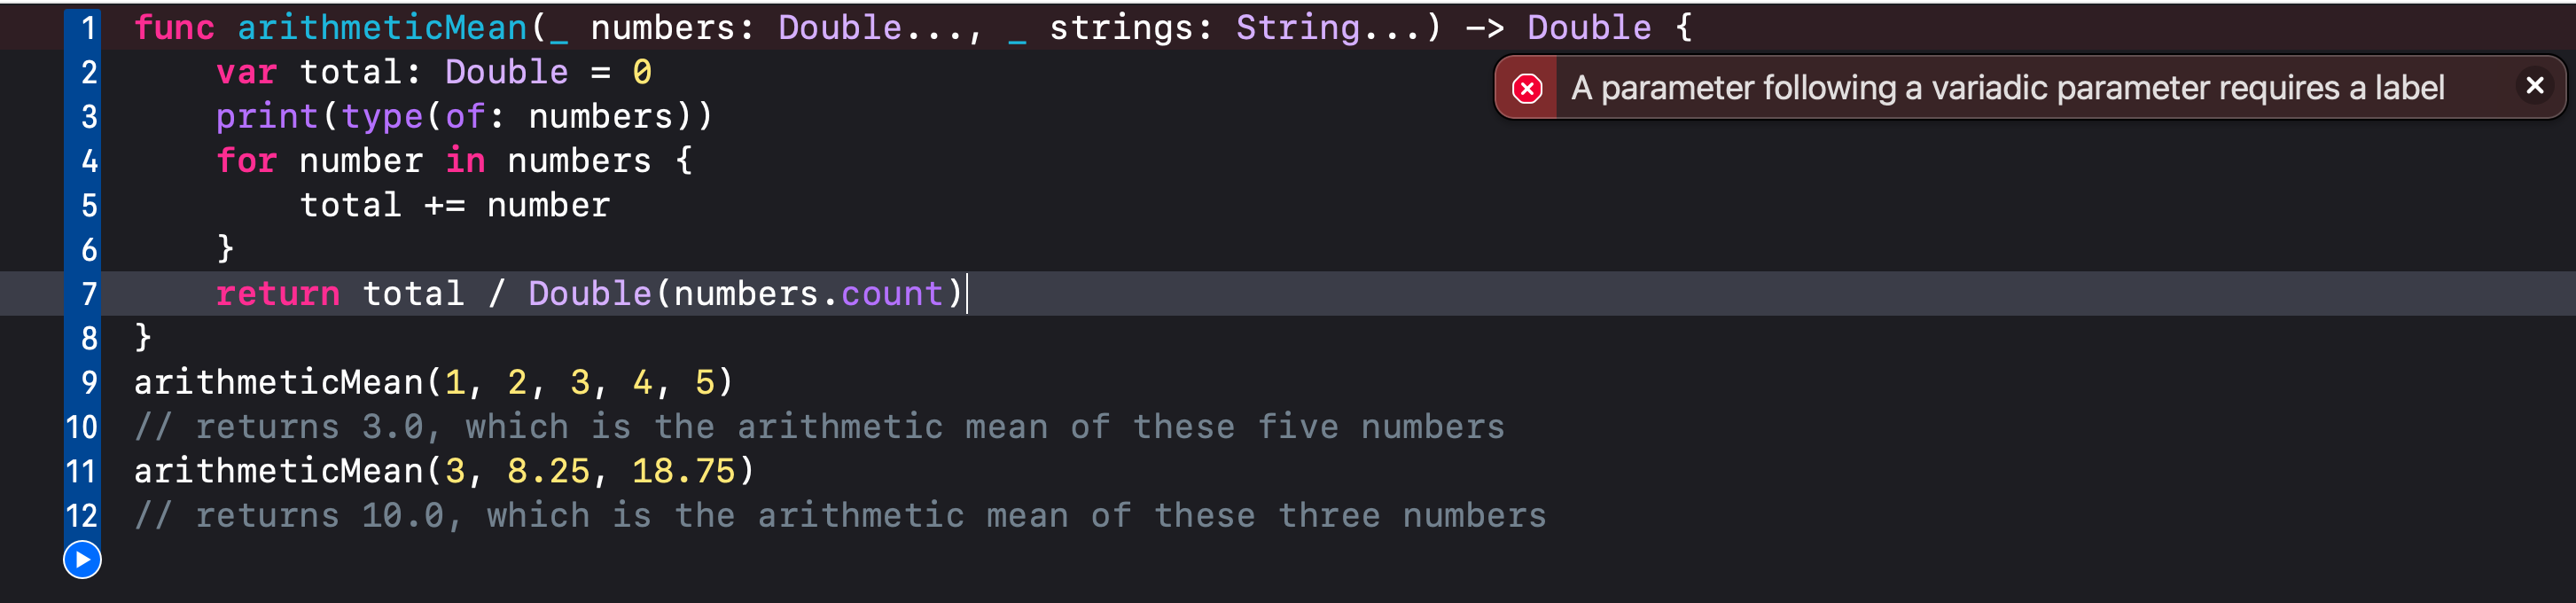 1 func arithmeticMean(_ numbers: Double..., _ strings: String...) -> Double {
2 var total: Double = 0
A parameter following a variadic parameter requires a label
3 print(type(of: numbers))
4 for number in numbers {
5 total += number
6 }
7 return total / Double(numbers.count)
8 }
9 arithmeticMean(1, 2, 3, 4, 5)
10 // returns 3.0, which is the arithmetic mean of these five numbers
11 arithmeticMean(3, 8.25, 18.75)
12 // returns 10.0, which is the arithmetic mean of these three numbers